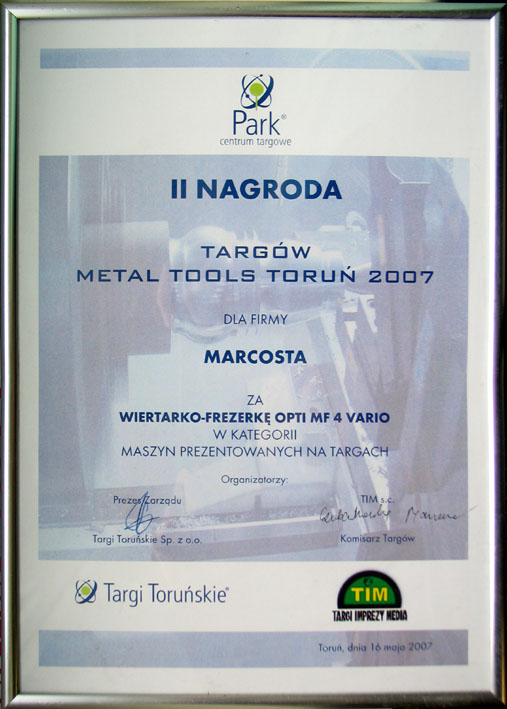 Park®
centrum targowe
II NAGRODA
TARGÓW
METAL TOOLS TORUŃ 2007
DLA FIRMY
MARCOSTA
ZA
WIERTARKO-FREZERKĘ OPTI MF 4 VARIO
W KATEGORII
MASZYN PREZENTOWANYCH NA TARGACH
Organizatorzy:
Prezes Zarządu
Targi Toruńskie Sp. z o.o.
TIM s.c.
Komisarz Targów
Targi Toruńskie®
TIM
TARGI IMPREZY MEDIA
Toruń, dnia 16 maja 2007